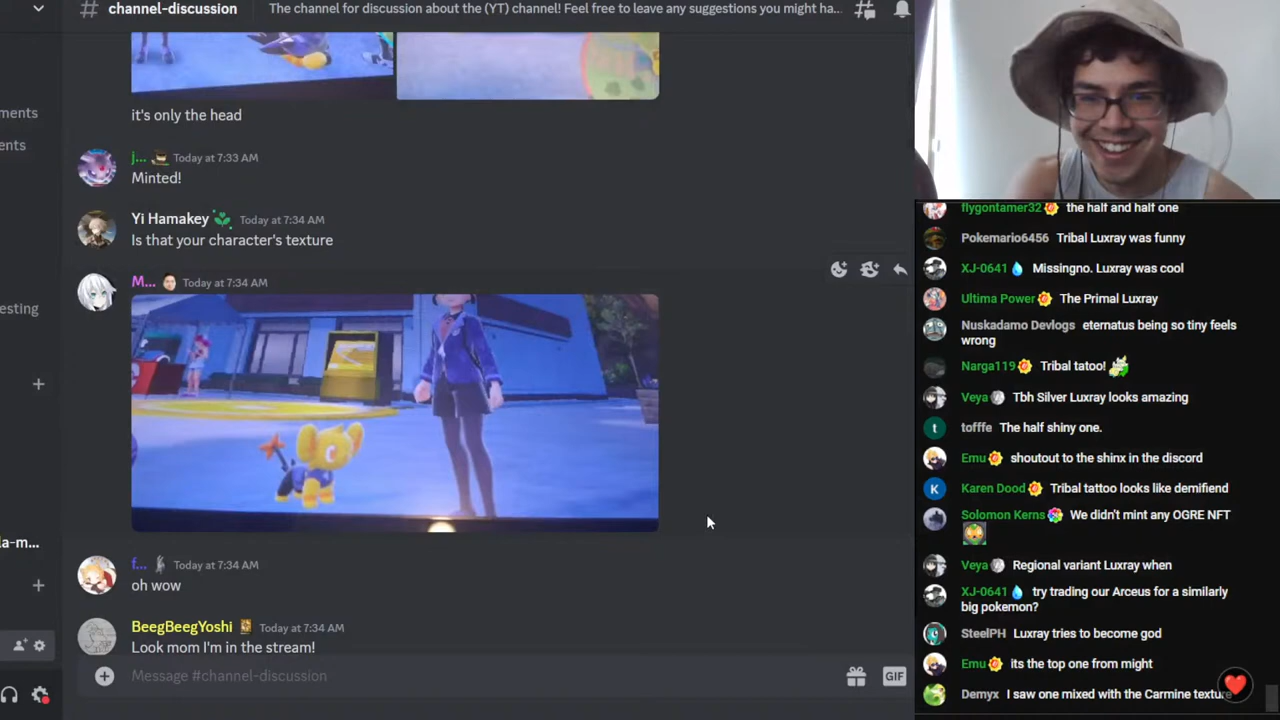 # channel-discussion
The channel for discussion about the (YT) channel! Feel free to leave any suggestions you might ha...
ments
ents
esting
la-m...
it's only the head
j... Today at 7:33 AM
Minted!
Yi Hamakey Today at 7:34 AM
Is that your character's texture
M... Today at 7:34 AM
f... Today at 7:34 AM
oh wow
BeegBeegYoshi Today at 7:34 AM
Look mom I'm in the stream!
Message #channel-discussion
GIF
flygontamer32 the half and half one
Pokemario6456 Tribal Luxray was funny
XJ-0641 Missingno. Luxray was cool
Ultima Power The Primal Luxray
Nuskadamo Devlogs eternatus being so tiny feels
wrong
Narga119 Tribal tatoo!
Veya Tbh Silver Luxray looks amazing
t
tofffe The half shiny one.
Emu shoutout to the shinx in the discord
K
Karen Dood Tribal tattoo looks like demifiend
Solomon Kerns We didn't mint any OGRE NFT
Veya Regional variant Luxray when
XJ-0641 try trading our Arceus for a similarly
big pokemon?
SteelPH Luxray tries to become god
Emu its the top one from might
Demyx I saw one mixed with the Carmine texture